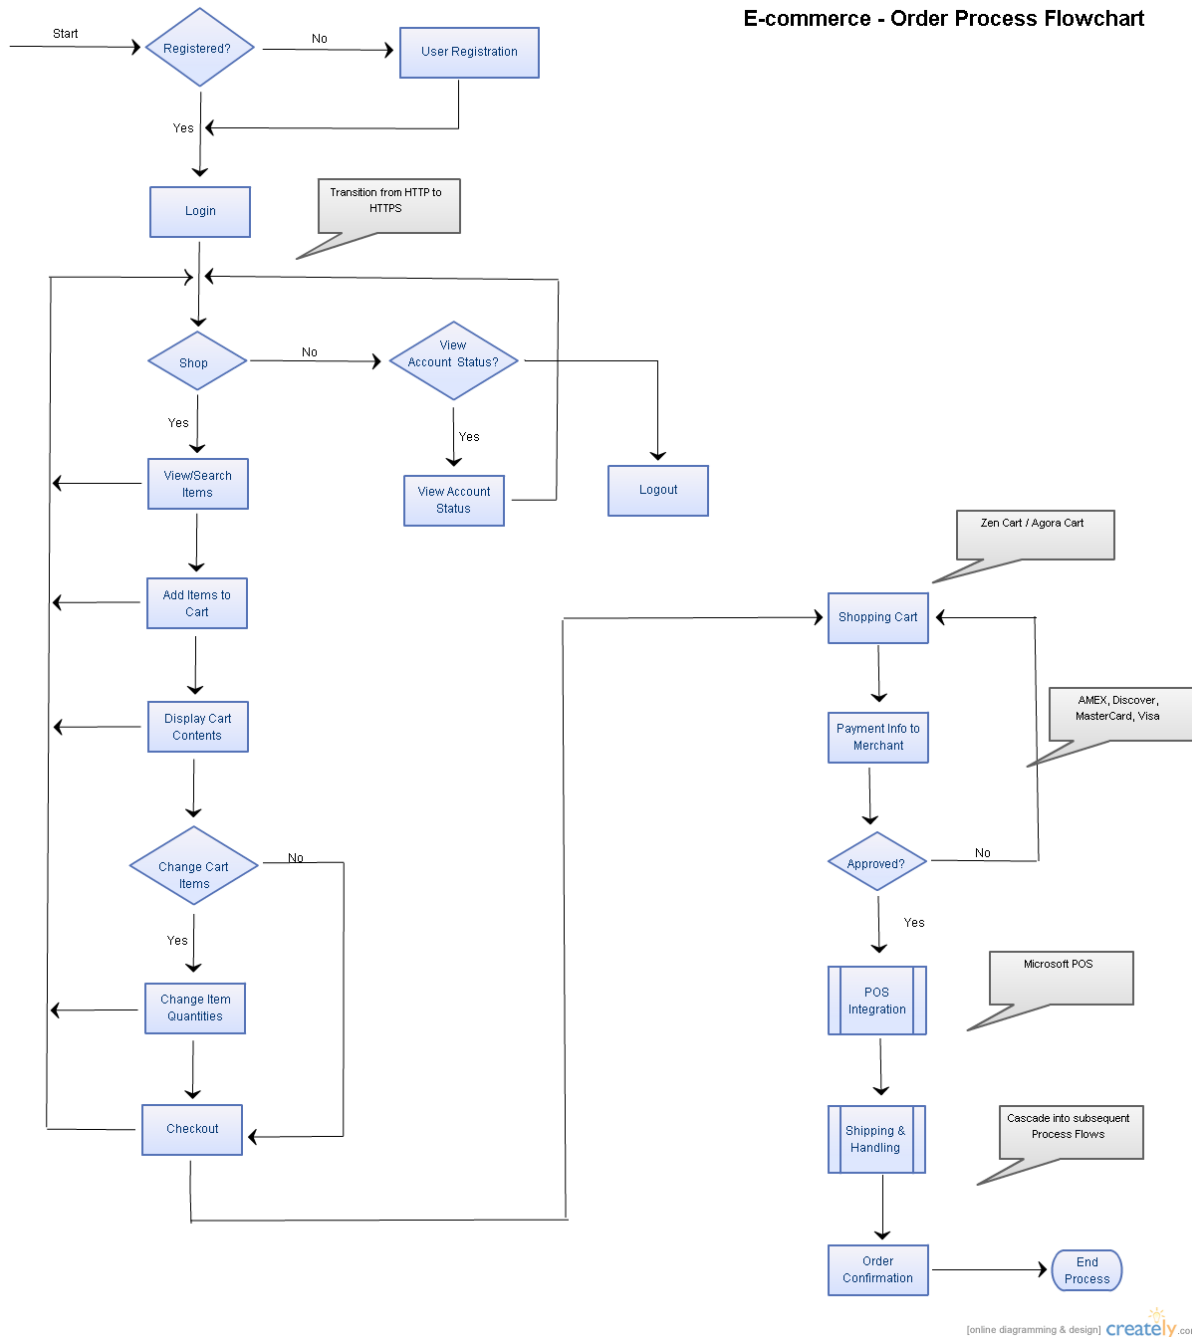 E-commerce - Order Process Flowchart
Start
Registered?
No
User Registration
Yes
Login
Transition from HTTP to
HTTPS
Shop
No
View
Account Status?
Yes
Yes
View/Search
Items
View Account
Status
Logout
Add Items to
Cart
Display Cart
Contents
Change Cart
Items
No
Yes
Change Item
Quantities
Checkout
Zen Cart / Agora Cart
Shopping Cart
AMEX, Discover,
MasterCard, Visa
Payment Info to
Merchant
Approved?
No
Yes
Microsoft POS
POS
Integration
Cascade into subsequent
Process Flows
Shipping &
Handling
Order
Confirmation
End
Process
[online diagramming & design] creately.com